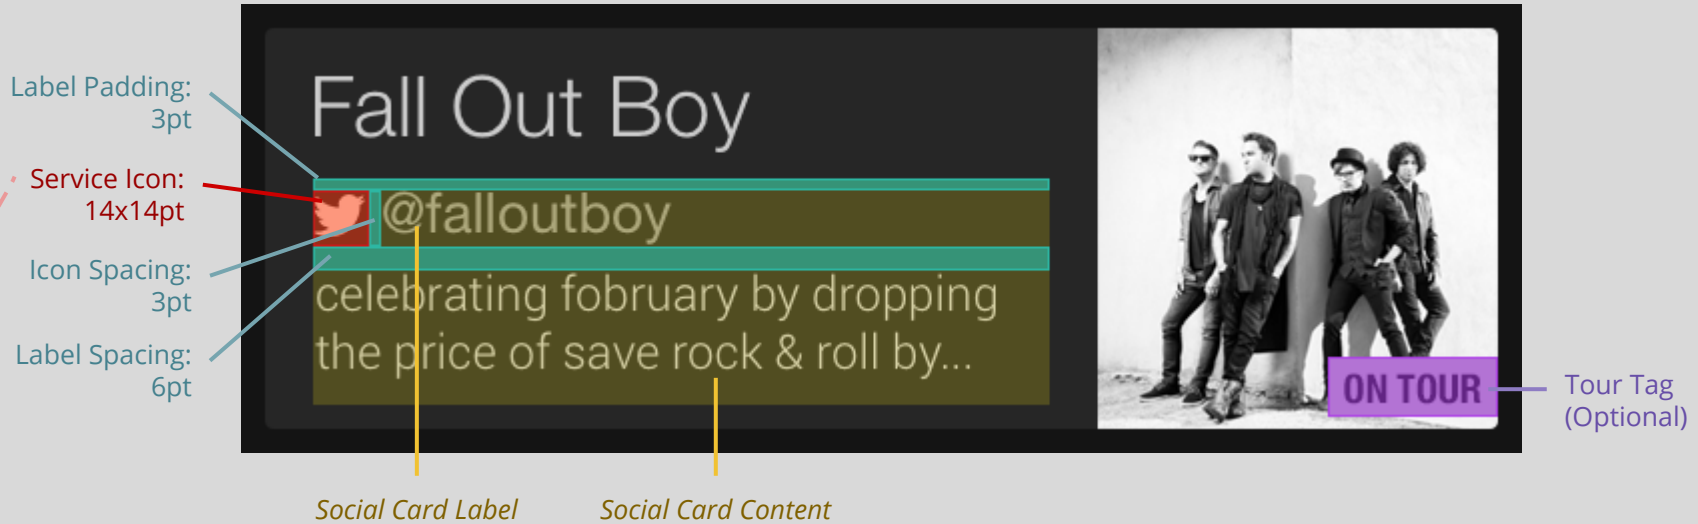 Label Padding:
3pt
Service Icon:
14x14pt
Icon Spacing:
3pt
Label Spacing:
6pt
Fall Out Boy
@falloutboy
celebrating fobruary by dropping
the price of save rock & roll by...
ON TOUR
Tour Tag
(Optional)
Social Card Label
Social Card Content